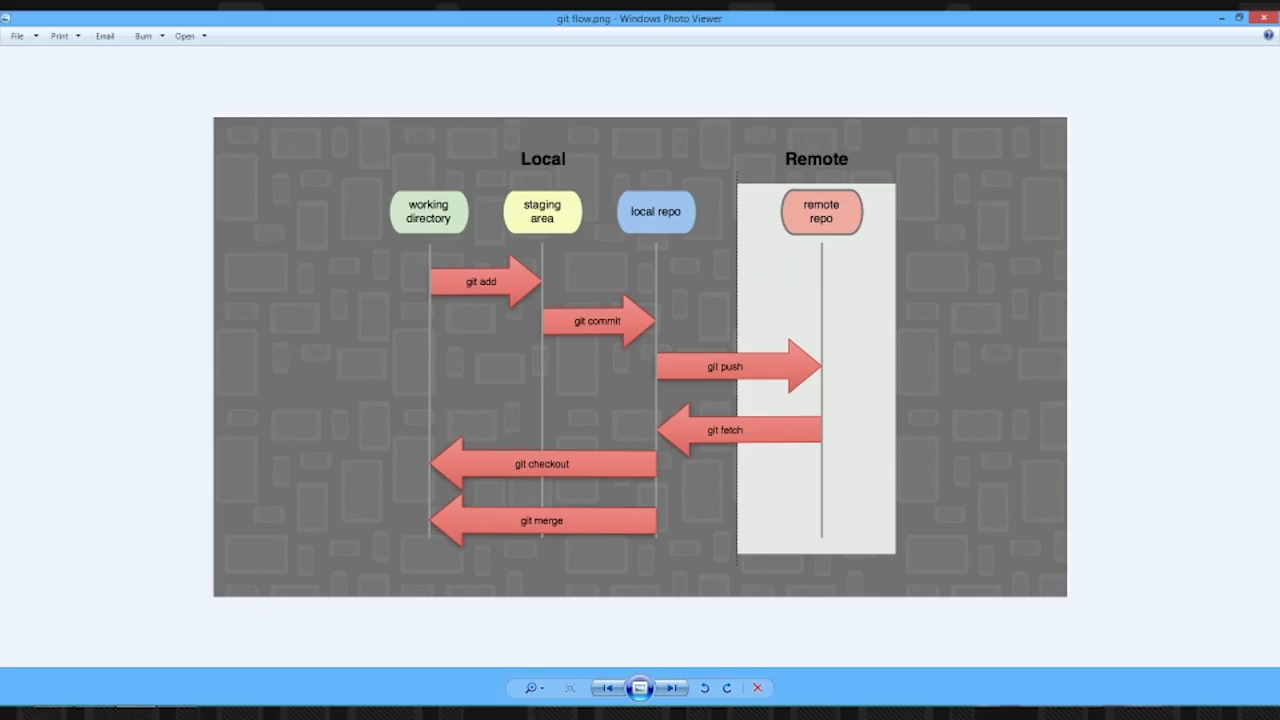 git flow.png - Windows Photo Viewer
File Print Email Burn Open
Local Remote
working
directory
staging
area
local repo
remote
repo
git add
git commit
git push
git fetch
git checkout
git merge